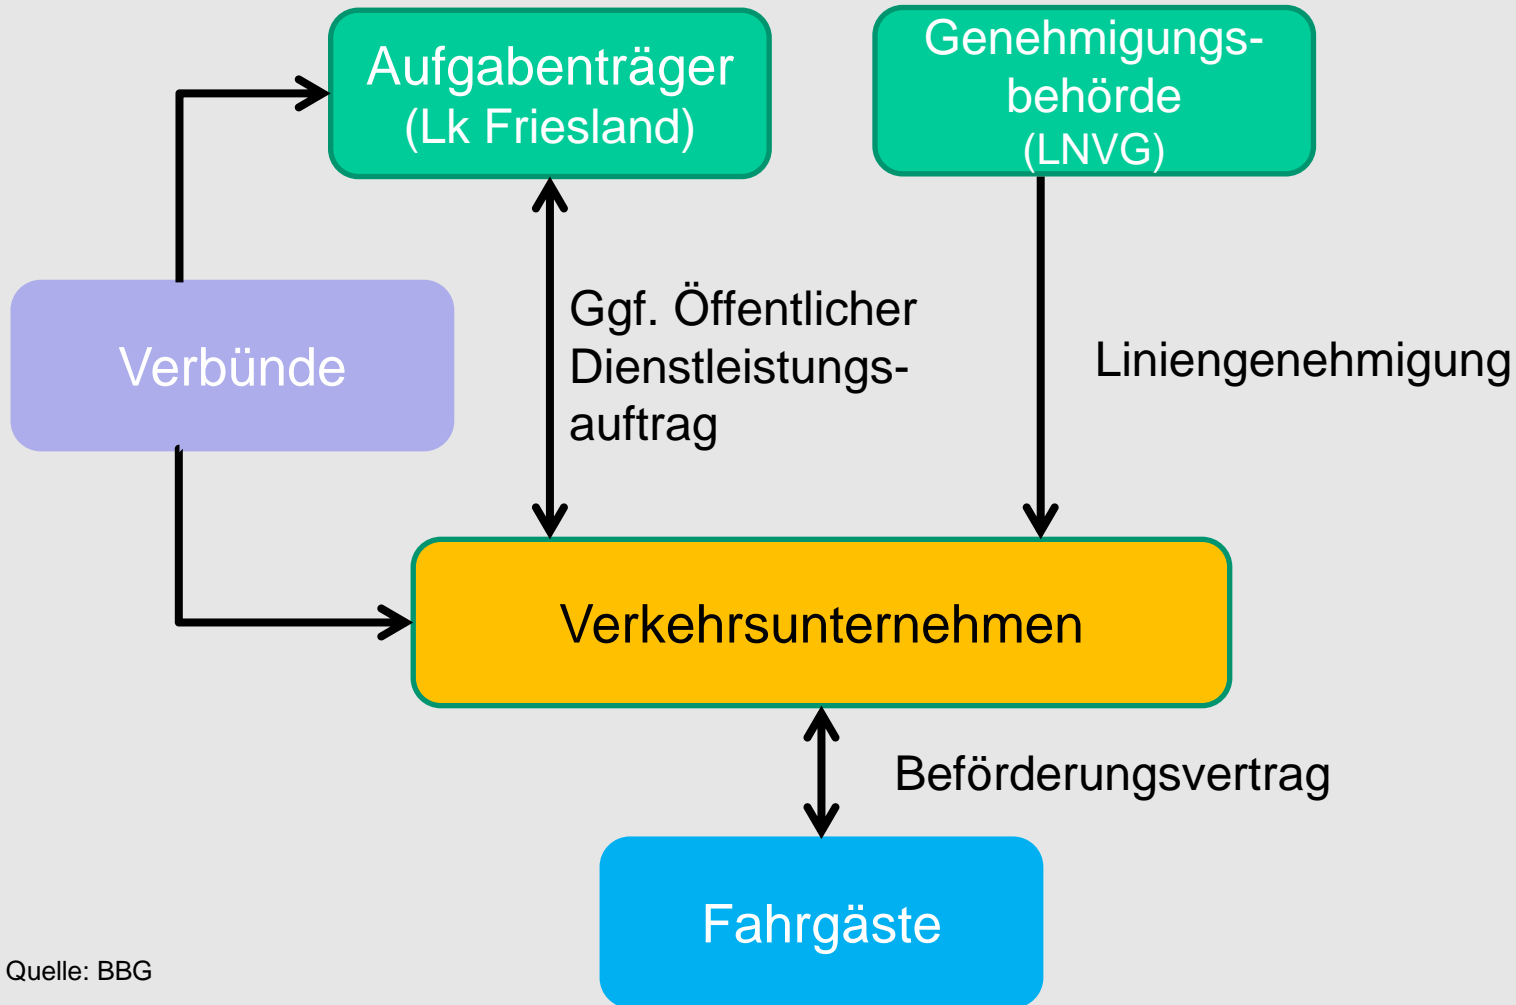 Aufgabenträger
(Lk Friesland)
Genehmigungs-
behörde
(LNVG)
Verbünde
Ggf. Öffentlicher
Dienstleistungs-
auftrag
Liniengenehmigung
Verkehrsunternehmen
Beförderungsvertrag
Fahrgäste
Quelle: BBG